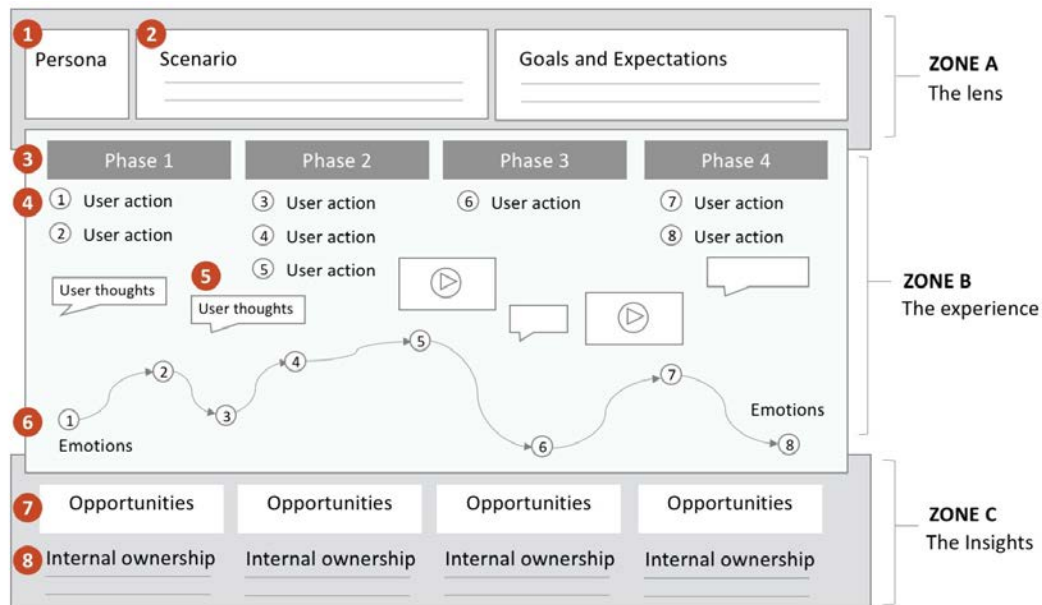 1
2
Persona
Scenario
Goals and Expectations
ZONE A
The lens
3
Phase 1
Phase 2
Phase 3
Phase 4
4
1 User action
3 User action
6 User action
7 User action
2 User action
4 User action
8 User action
5 User action
5
User thoughts
User thoughts
ZONE B
The experience
1
2
3
4
5
6
7
8
6
Emotions
Emotions
7
Opportunities
Opportunities
Opportunities
Opportunities
ZONE C
The Insights
8
Internal ownership
Internal ownership
Internal ownership
Internal ownership